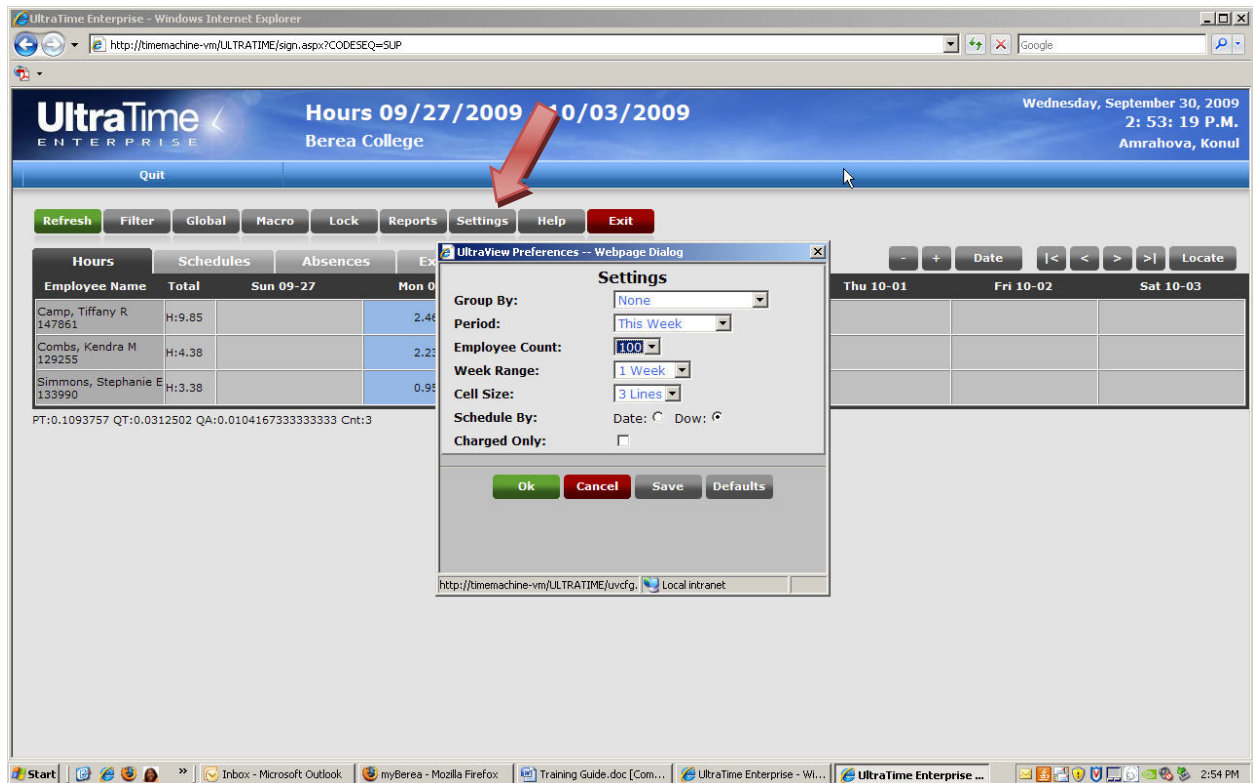 UltraTime Enterprise - Windows Internet Explorer
http://timemachine-vm/ULTRATIME/sign.aspx?CODESEQ=SUP
Google
UltraTime
ENTERPRISE
Hours 09/27/2009 10/03/2009
Berea College
Wednesday, September 30, 2009
2: 53: 19 P.M.
Amrahova, Konul
Quit
Refresh Filter Global Macro Lock Reports Settings Help Exit
Hours Schedules Absences - + Date |< < > >| Locate
Employee Name Total Sun 09-27 Mon Thu 10-01 Fri 10-02 Sat 10-03
Camp, Tiffany R
147861
H:9.85 2.46
Combs, Kendra M
129255
H:4.38 2.23
Simmons, Stephanie E
133990
H:3.38 0.95
PT:0.1093757 QT:0.0312502 QA:0.0104167333333333 Cnt:3
UltraView Preferences -- Webpage Dialog
Settings
Group By: None
Period: This Week
Employee Count: 100
Week Range: 1 Week
Cell Size: 3 Lines
Schedule By: Date: Dow:
Charged Only:
Ok Cancel Save Defaults
http://timemachine-vm/ULTRATIME/uvcfg. Local intranet
Start Inbox - Microsoft Outlook myBerea - Mozilla Firefox Training Guide.doc [Com... UltraTime Enterprise - Wi... UltraTime Enterprise ... 2:54 PM